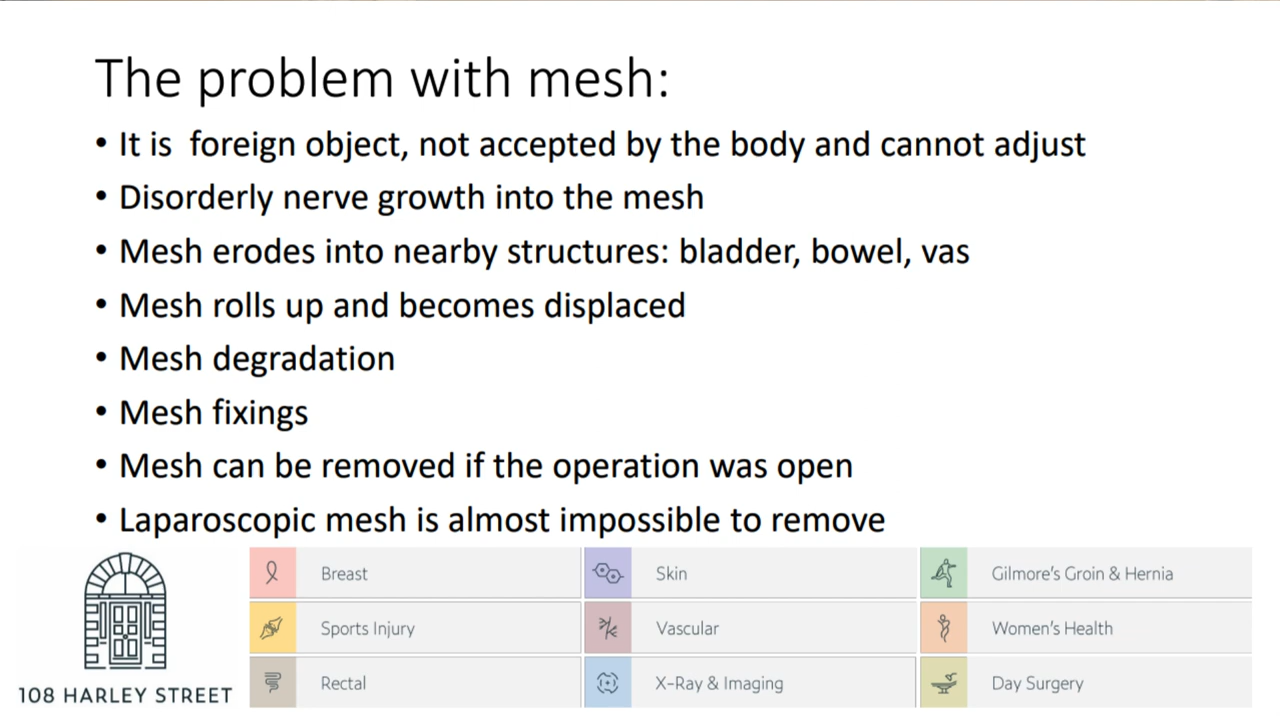 The problem with mesh:
• It is  foreign object, not accepted by the body and cannot adjust
• Disorderly nerve growth into the mesh
• Mesh erodes into nearby structures: bladder, bowel, vas
• Mesh rolls up and becomes displaced
• Mesh degradation
• Mesh fixings
• Mesh can be removed if the operation was open
• Laparoscopic mesh is almost impossible to remove
108 HARLEY STREET
Breast
Skin
Gilmore's Groin & Hernia
Sports Injury
Vascular
Women's Health
Rectal
X-Ray & Imaging
Day Surgery